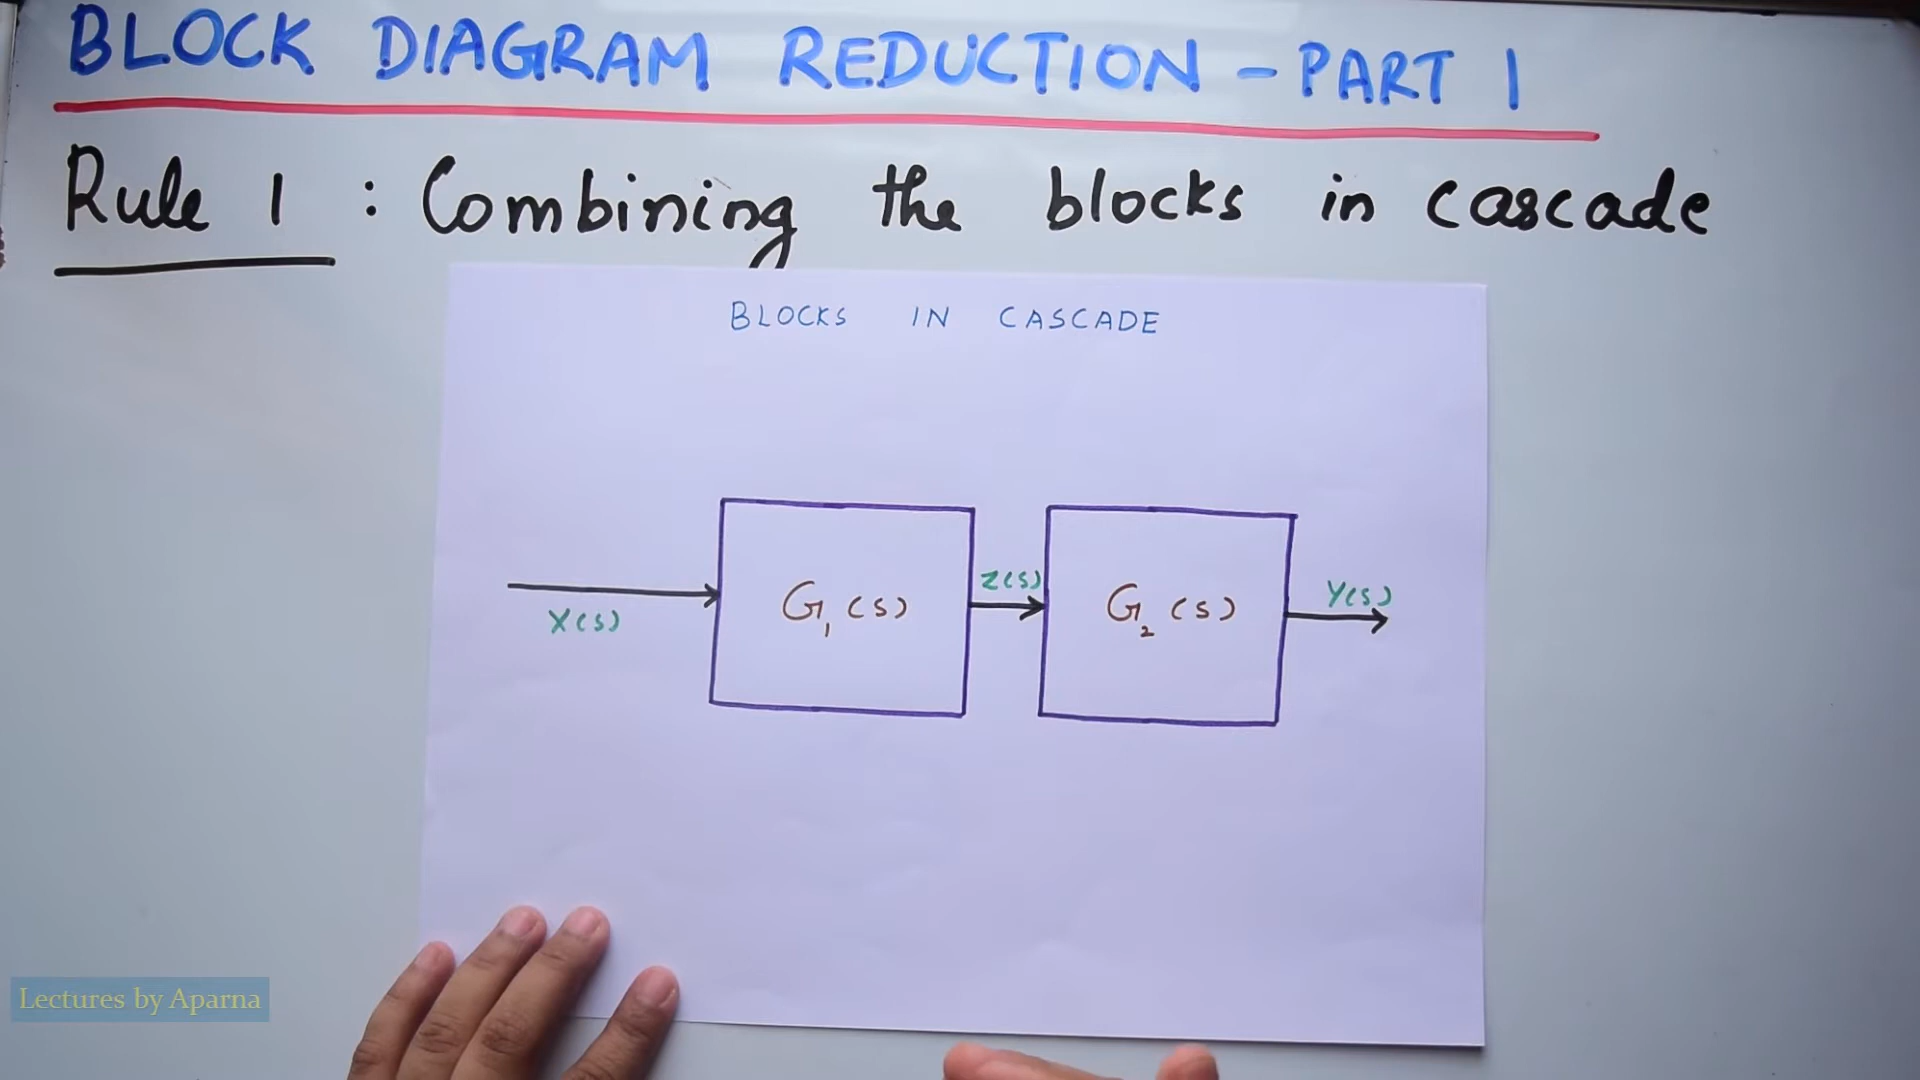 BLOCK DIAGRAM REDUCTION - PART 1
Rule 1 : Combining the blocks in cascade
BLOCKS IN CASCADE
X(s)
G₁(s)
Z(s)
G₂(s)
Y(s)
Lectures by Aparna